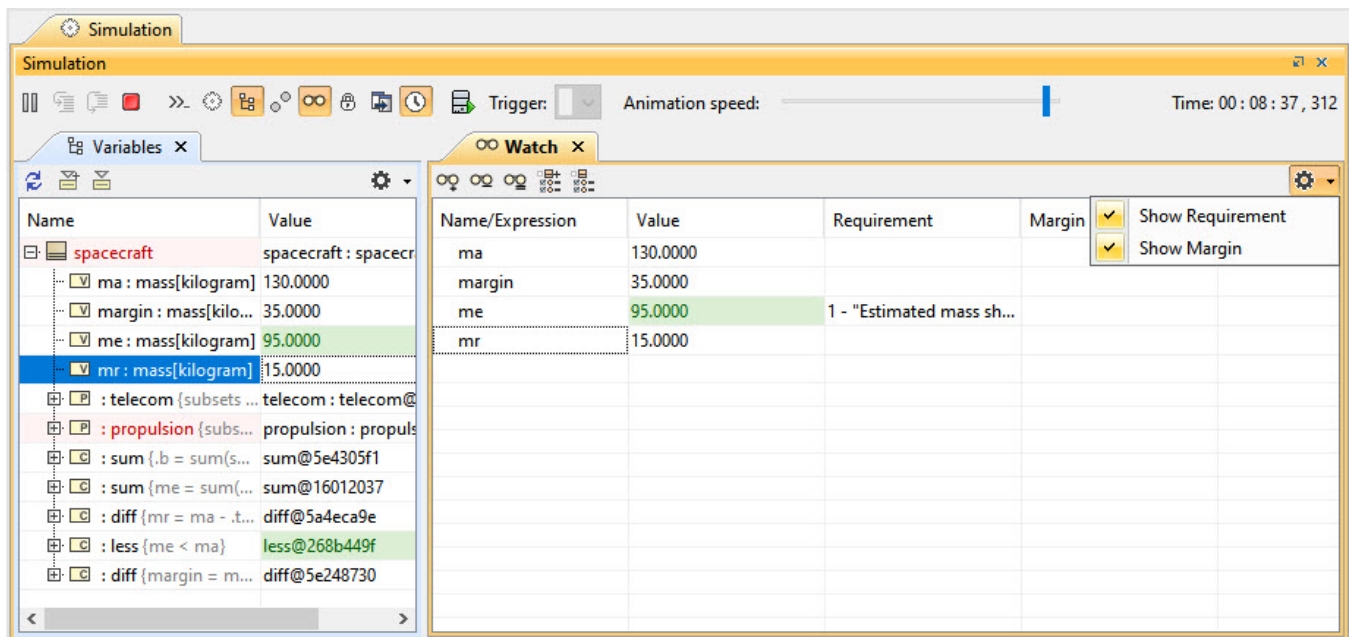 Simulation
Simulation
Trigger: Animation speed: Time: 00 : 08 : 37 , 312
Variables
Watch
Name Value
spacecraft spacecraft : spacecr
V ma : mass[kilogram] 130.0000
V margin : mass[kilo... 35.0000
V me : mass[kilogram] 95.0000
V mr : mass[kilogram] 15.0000
P : telecom {subsets ... telecom : telecom@
P : propulsion {subs... propulsion : propuls
C : sum {.b = sum(s... sum@5e4305f1
C : sum {me = sum(... sum@16012037
C : diff {mr = ma - .t... diff@5a4eca9e
C : less {me < ma} less@268b449f
C : diff {margin = m... diff@5e248730
Name/Expression Value Requirement Margin
ma 130.0000
margin 35.0000
me 95.0000 1 - "Estimated mass sh...
mr 15.0000
Show Requirement
Show Margin